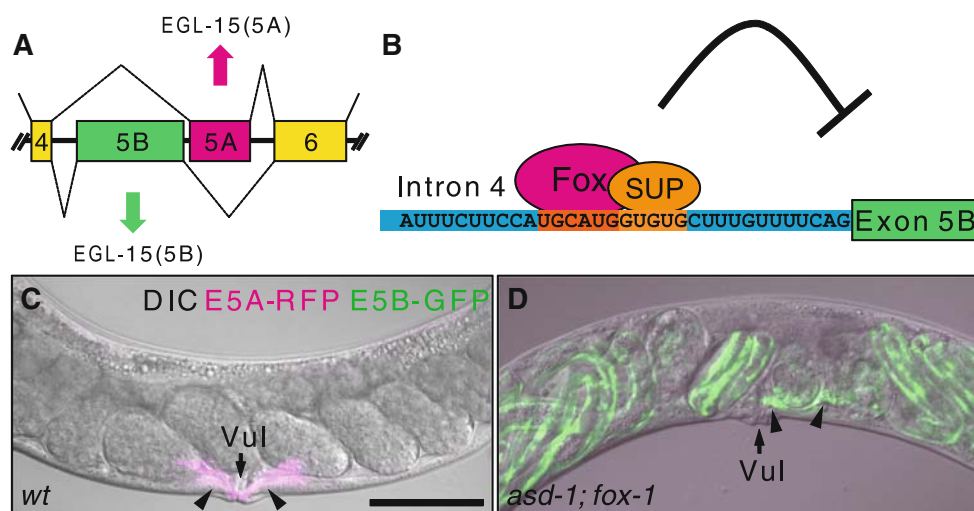 A
EGL-15(5A)
4
5B
5A
6
EGL-15(5B)
B
Intron 4
Fox
SUP
AUUUCUUCCAUGCAUGGUGUGCUUUGUUUUCAG
Exon 5B
C
DIC E5A-RFP E5B-GFP
Vul
wt
D
Vul
asd-1; fox-1